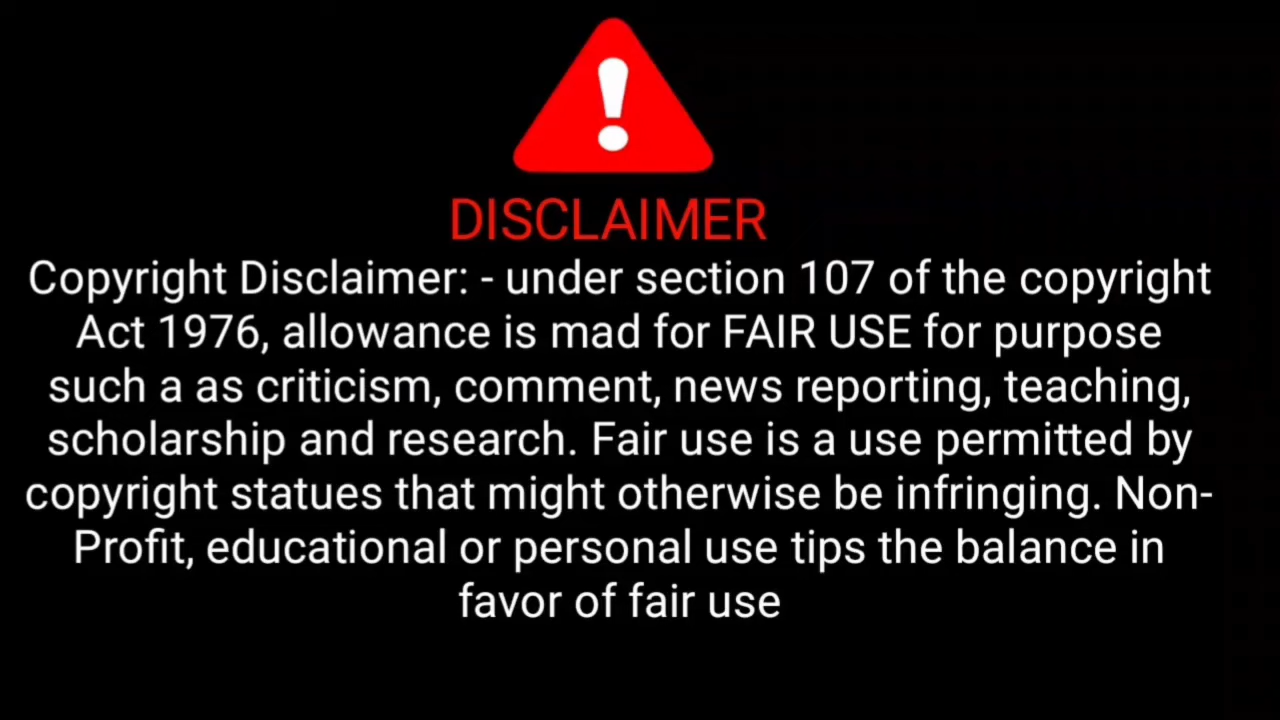 DISCLAIMER
Copyright Disclaimer: - under section 107 of the copyright
Act 1976, allowance is mad for FAIR USE for purpose
such a as criticism, comment, news reporting, teaching,
scholarship and research. Fair use is a use permitted by
copyright statues that might otherwise be infringing. Non-
Profit, educational or personal use tips the balance in
favor of fair use